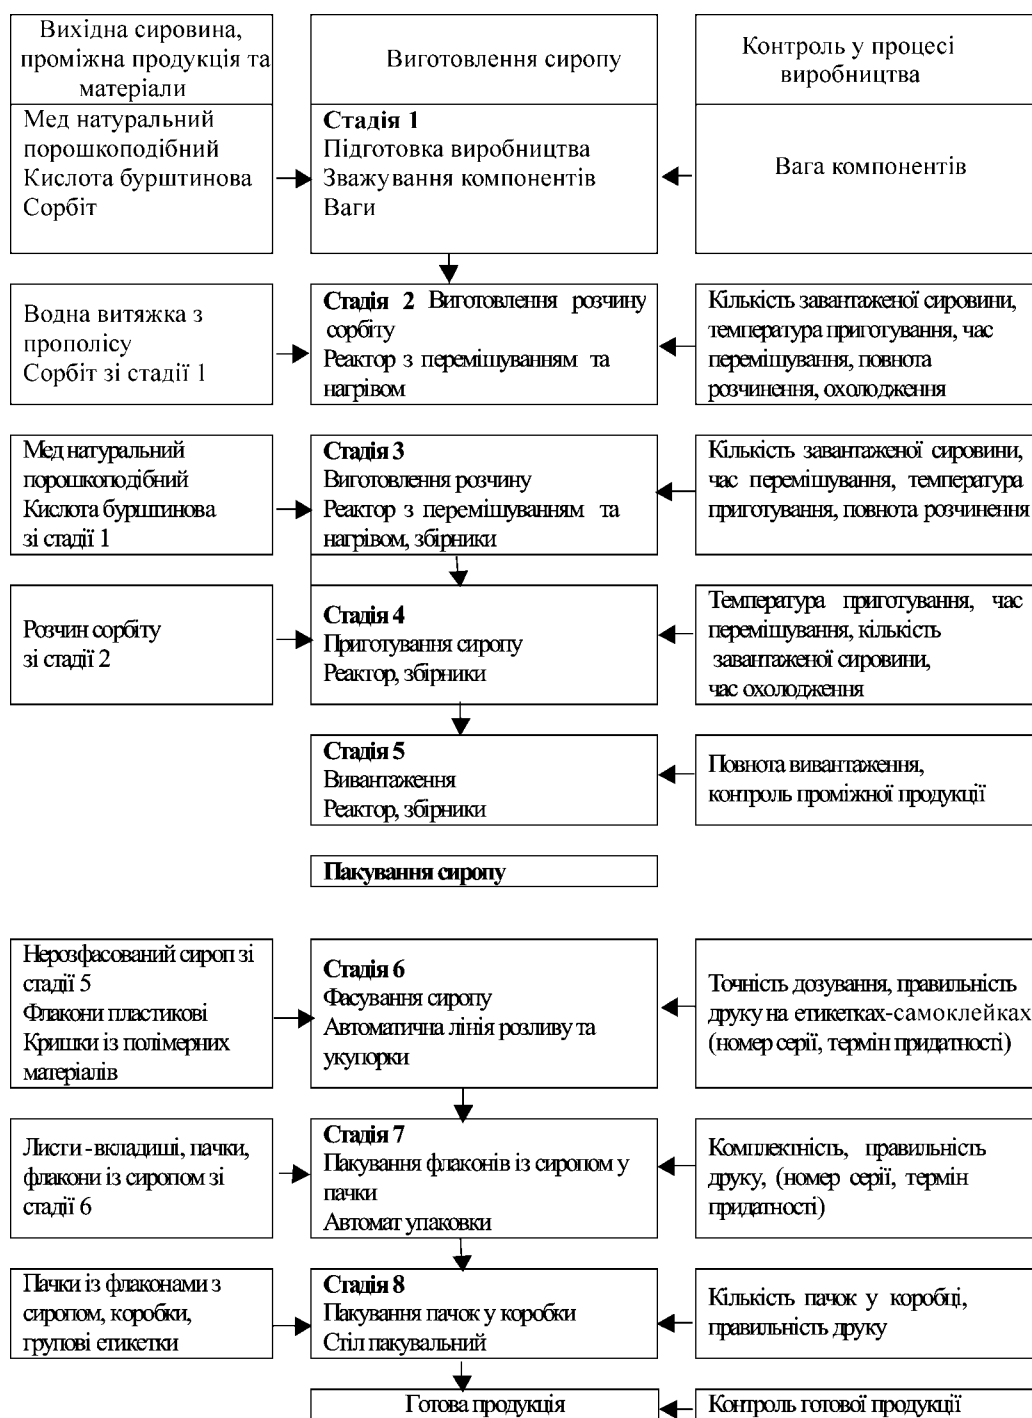 Вихідна сировина,
проміжна продукція та
матеріали
Виготовлення сиропу
Контроль у процесі
виробництва
Мед натуральний
порошкоподібний
Кислота бурштинова
Сорбіт
Стадія 1
Підготовка виробництва
Зважування компонентів
Ваги
Вага компонентів
Водна витяжка з
прополісу
Сорбіт зі стадії 1
Стадія 2 Виготовлення розчину
сорбіту
Реактор з перемішуванням та
нагрівом
Кількість завантаженої сировини,
температура приготування, час
перемішування, повнота
розчинення, охолодження
Мед натуральний
порошкоподібний
Кислота бурштинова
зі стадії 1
Стадія 3
Виготовлення розчину
Реактор з перемішуванням та
нагрівом, збірники
Кількість завантаженої сировини,
час перемішування, температура
приготування, повнота розчинення
Розчин сорбіту
зі стадії 2
Стадія 4
Приготування сиропу
Реактор, збірники
Температура приготування, час
перемішування, кількість
завантаженої сировини,
час охолодження
Стадія 5
Вивантаження
Реактор, збірники
Повнота вивантаження,
контроль проміжної продукції
Пакування сиропу
Нерозфасований сироп зі
стадії 5
Флакони пластикові
Кришки із полімерних
матеріалів
Стадія 6
Фасування сиропу
Автоматична лінія розливу та
укупорки
Точність дозування, правильність
друку на етикетках-самоклейках
(номер серії, термін придатності)
Листи - вкладиші, пачки,
флакони із сиропом зі
стадії 6
Стадія 7
Пакування флаконів із сиропом у
пачки
Автомат упаковки
Комплектність, правильність
друку, (номер серії, термін
придатності)
Пачки із флаконами з
сиропом, коробки,
групові етикетки
Стадія 8
Пакування пачок у коробки
Стіл пакувальний
Кількість пачок у коробці,
правильність друку
Готова продукція
Контроль готової продукції